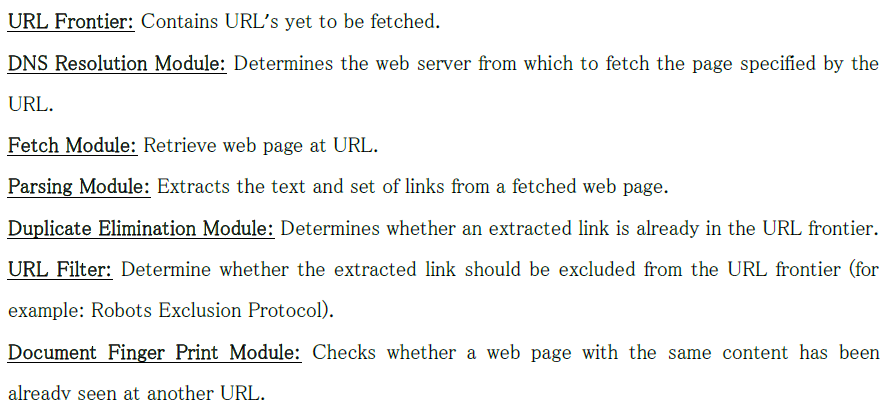 URL Frontier: Contains URL's yet to be fetched.
DNS Resolution Module: Determines the web server from which to fetch the page specified by the
URL.
Fetch Module: Retrieve web page at URL.
Parsing Module: Extracts the text and set of links from a fetched web page.
Duplicate Elimination Module: Determines whether an extracted link is already in the URL frontier.
URL Filter: Determine whether the extracted link should be excluded from the URL frontier (for
example: Robots Exclusion Protocol).
Document Finger Print Module: Checks whether a web page with the same content has been
already seen at another URL.